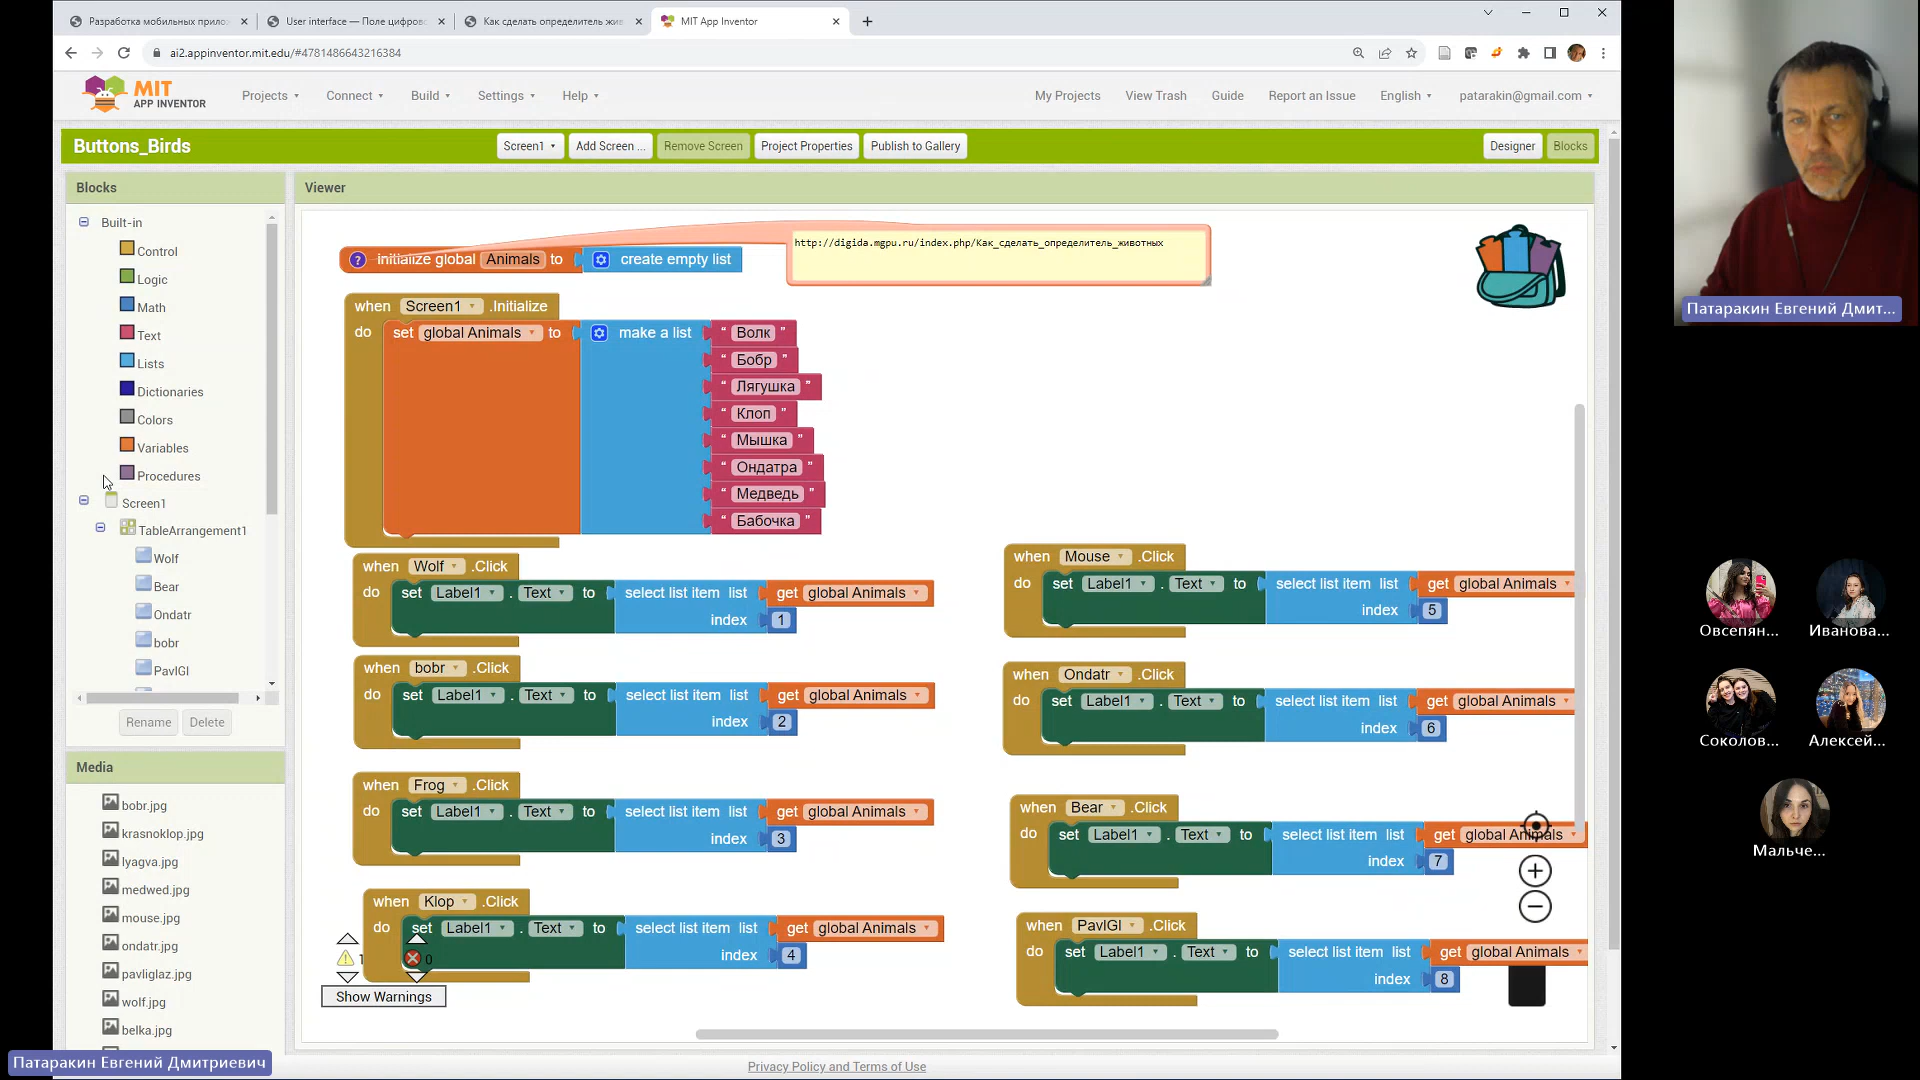 Разработка мобильных прило
User interface — Поле цифров
Как сделать определитель жи
MIT App Inventor
ai2.appinventor.mit.edu/#4781486643216384
MIT
APP INVENTOR
Projects
Connect
Build
Settings
Help
My Projects
View Trash
Guide
Report an Issue
English
patarakin@gmail.com
Buttons_Birds
Screen1
Add Screen ...
Remove Screen
Project Properties
Publish to Gallery
Designer
Blocks
Blocks
Built-in
Control
Logic
Math
Text
Lists
Dictionaries
Colors
Variables
Procedures
Screen1
TableArrangement1
Wolf
Bear
Ondatr
bobr
PavlGl
Rename
Delete
Media
bobr.jpg
krasnoklop.jpg
lyagva.jpg
medwed.jpg
mouse.jpg
ondatr.jpg
pavliglaz.jpg
wolf.jpg
belka.jpg
Viewer
http://digida.mgpu.ru/index.php/Как_сделать_определитель_животных
? initialize global Animals to create empty list
when Screen1 .Initialize
do set global Animals to make a list " Волк "
" Бобр "
" Лягушка "
" Клоп "
" Мышка "
" Ондатра "
" Медведь "
" Бабочка "
when Wolf .Click
do set Label1 . Text to select list item list get global Animals
index 1
when bobr .Click
do set Label1 . Text to select list item list get global Animals
index 2
when Frog .Click
do set Label1 . Text to select list item list get global Animals
index 3
when Klop .Click
do set Label1 . Text to select list item list get global Animals
index 4
when Mouse .Click
do set Label1 . Text to select list item list get global Animals
index 5
when Ondatr .Click
do set Label1 . Text to select list item list get global Animals
index 6
when Bear .Click
do set Label1 . Text to select list item list get global Animals
index 7
when PavlGl .Click
do set Label1 . Text to select list item list get global Animals
index 8
1
0
Show Warnings
Privacy Policy and Terms of Use
Патаракин Евгений Дмитриевич
Патаракин Евгений Дмит...
Овсепян...
Иванова...
Соколов...
Алексей...
Мальче...